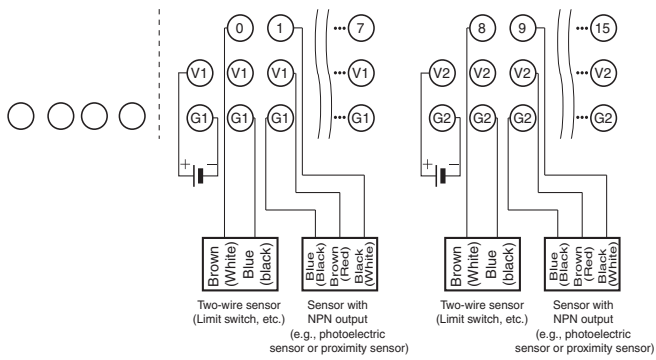 0 1 ... 7 8 9 ... 15
V1 V1 V1 ... V1 V2 V2 V2 ... V2
G1 G1 G1 ... G1 G2 G2 G2 ... G2
+ − + −
Brown
(White)
Blue
(black)
Blue
(Black)
Brown
(Red)
Black
(White)
Brown
(White)
Blue
(black)
Blue
(Black)
Brown
(Red)
Black
(White)
Two-wire sensor
(Limit switch, etc.)
Sensor with
NPN output
(e.g., photoelectric
sensor or proximity sensor)
Two-wire sensor
(Limit switch, etc.)
Sensor with
NPN output
(e.g., photoelectric
sensor or proximity sensor)